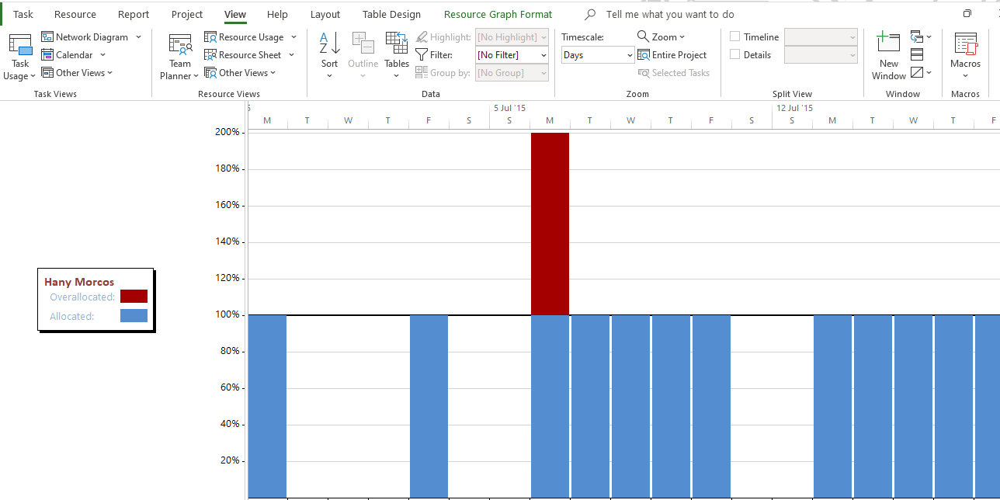 Task Resource Report Project View Help Layout Table Design Resource Graph Format Tell me what you want to do
Network Diagram Resource Usage Highlight: [No Highlight] Timescale: Zoom Timeline
Calendar Resource Sheet Filter: [No Filter] Days Entire Project Details
Task Usage Other Views Team Planner Other Views Sort Outline Tables Group by: [No Group] Selected Tasks New Window Macros
Task Views Resource Views Data Zoom Split View Window Macros
5 Jul '15 12 Jul '15
M T W T F S S M T W T F S S M T W T F
200%
180%
160%
140%
120%
Hany Morcos
Overallocated:
Allocated:
100%
80%
60%
40%
20%